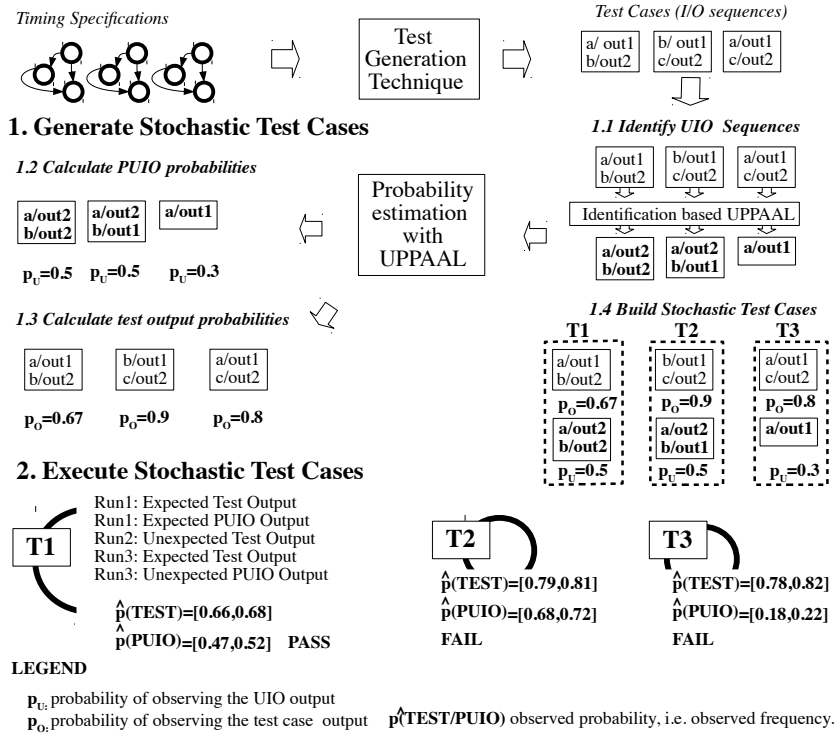 Timing Specifications
Test
Generation
Technique
Test Cases (I/O sequences)
a/ out1
b/out2
b/ out1
c/out2
a/out1
c/out2
1. Generate Stochastic Test Cases
1.1 Identify UIO Sequences
a/out1
b/out2
b/out1
c/out2
a/out1
c/out2
Identification based UPPAAL
a/out2
b/out2
a/out2
b/out1
a/out1
Probability
estimation
with
UPPAAL
1.2 Calculate PUIO probabilities
a/out2
b/out2
a/out2
b/out1
a/out1
pU=0.5
pU=0.5
pU=0.3
1.3 Calculate test output probabilities
a/out1
b/out2
b/out1
c/out2
a/out1
c/out2
pO=0.67
pO=0.9
pO=0.8
1.4 Build Stochastic Test Cases
T1
T2
T3
a/out1
b/out2
b/out1
c/out2
a/out1
c/out2
pO=0.67
pO=0.9
pO=0.8
a/out2
b/out2
a/out2
b/out1
a/out1
pU=0.5
pU=0.5
pU=0.3
2. Execute Stochastic Test Cases
T1
Run1: Expected Test Output
Run1: Expected PUIO Output
Run2: Unexpected Test Output
Run3: Expected Test Output
Run3: Unexpected PUIO Output
p̂(TEST)=[0.66,0.68]
p̂(PUIO)=[0.47,0.52] PASS
T2
p̂(TEST)=[0.79,0.81]
p̂(PUIO)=[0.68,0.72]
FAIL
T3
p̂(TEST)=[0.78,0.82]
p̂(PUIO)=[0.18,0.22]
FAIL
LEGEND
pU: probability of observing the UIO output
pO: probability of observing the test case output
p̂(TEST/PUIO) observed probability, i.e. observed frequency.